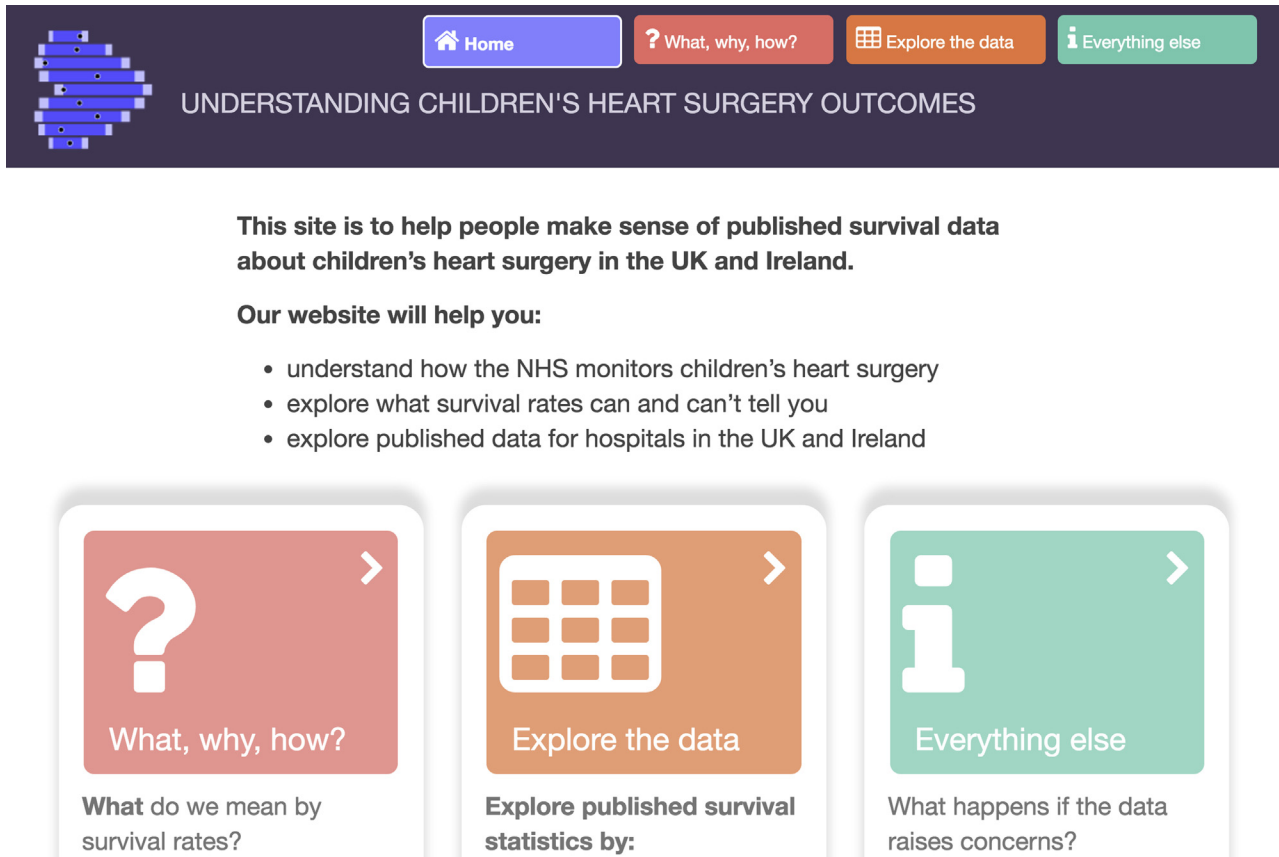 Home
What, why, how?
Explore the data
Everything else
UNDERSTANDING CHILDREN'S HEART SURGERY OUTCOMES
This site is to help people make sense of published survival data
about children’s heart surgery in the UK and Ireland.
Our website will help you:
• understand how the NHS monitors children’s heart surgery
• explore what survival rates can and can’t tell you
• explore published data for hospitals in the UK and Ireland
What, why, how?
What do we mean by
survival rates?
Explore the data
Explore published survival
statistics by:
Everything else
What happens if the data
raises concerns?